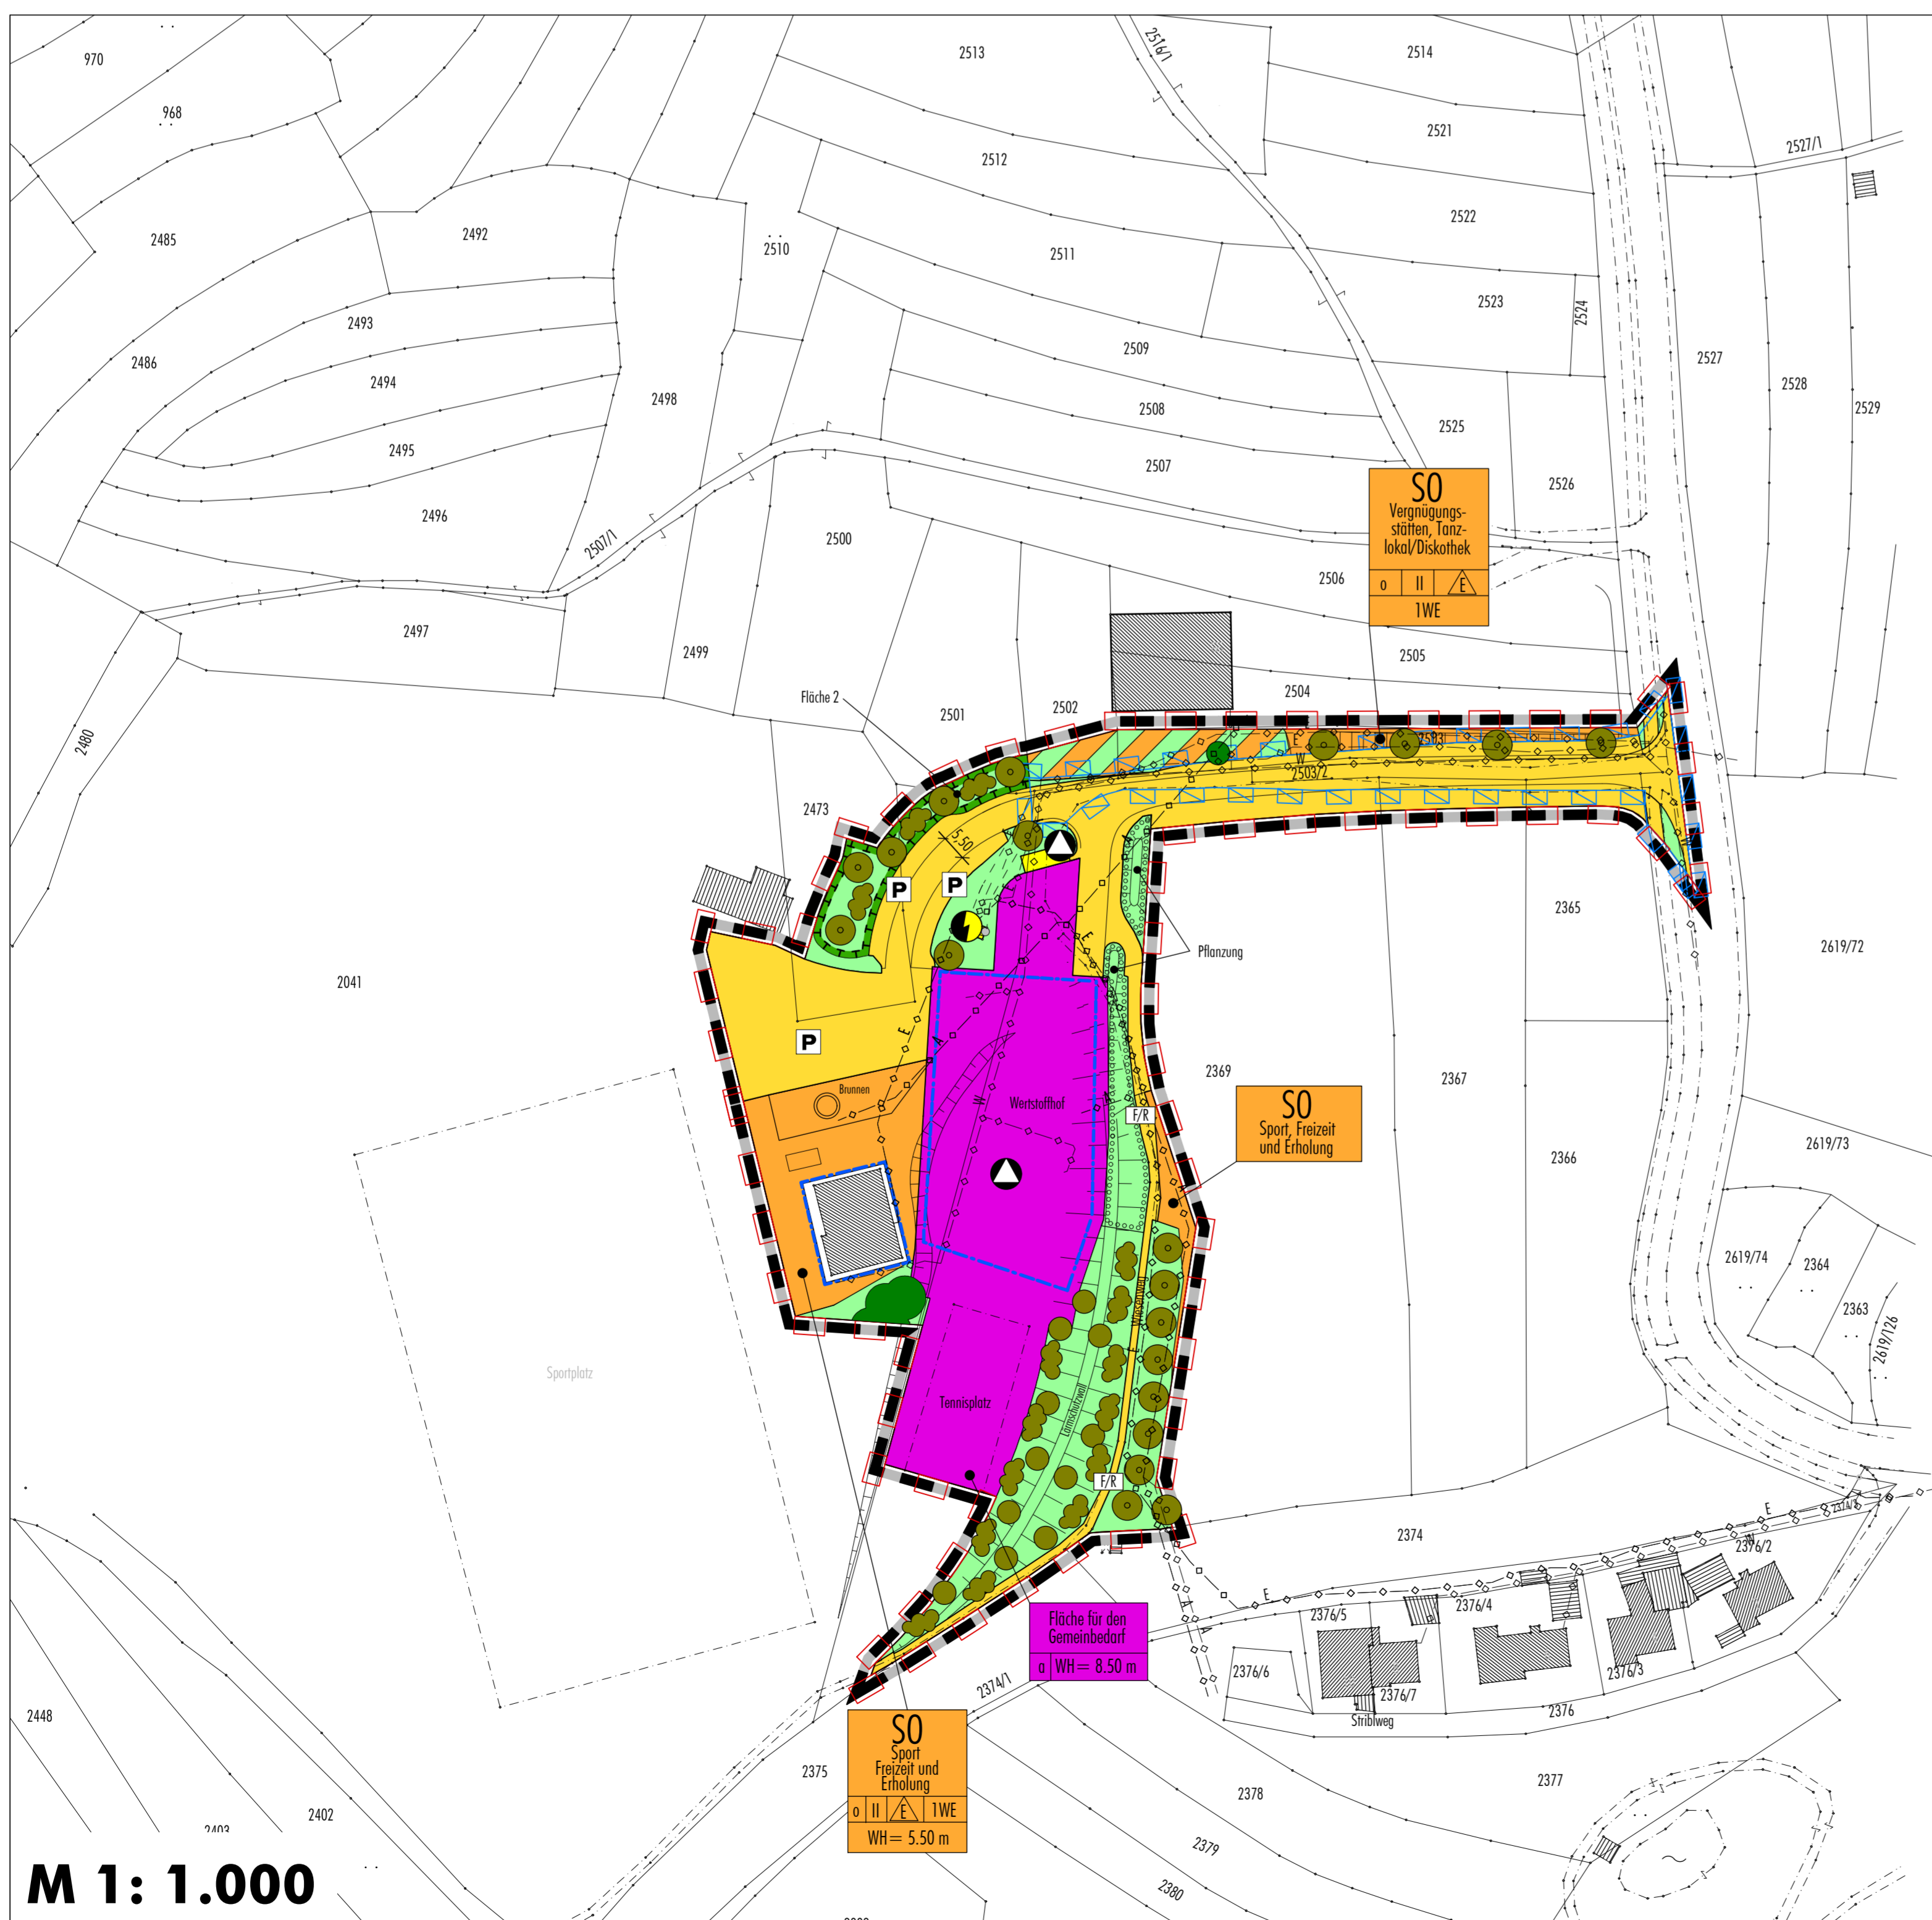 970
968
2513
2516/1
2514
2521
2527/1
2512
2485
2492
2510
2511
2522
2523
2524
2493
2486
2494
2498
2509
2508
2527
2528
2529
2495
2496
2507/1
2500
2507
2525
2526
SO
Vergnügungs-
stätten, Tanz-
lokal/Diskothek
o II E
1WE
2506
2497
2499
2505
2504
Fläche 2
2501
2502
2480
2503/2
E
W
2473
5,50
P
P
2365
2619/72
Pflanzung
2041
P
E
A
E
Brunnen
Wertstoffhof
W
2369
2367
F/R
SO
Sport, Freizeit
und Erholung
2366
2619/73
2619/74
2364
2363
2619/126
Wiesenweg
Sportplatz
Tennisplatz
Lärmschutzwall
F/R
2374
E
2374/3
2376/2
E
A
A
2376/5
2376/4
2376/3
2376/6
2376/7
2376
Striblweg
Fläche für den
Gemeinbedarf
a WH = 8.50 m
2374/1
2448
SO
Sport
Freizeit und
Erholung
o II E 1WE
WH= 5.50 m
2375
2378
2377
2379
2380
2402
2403
M 1: 1.000